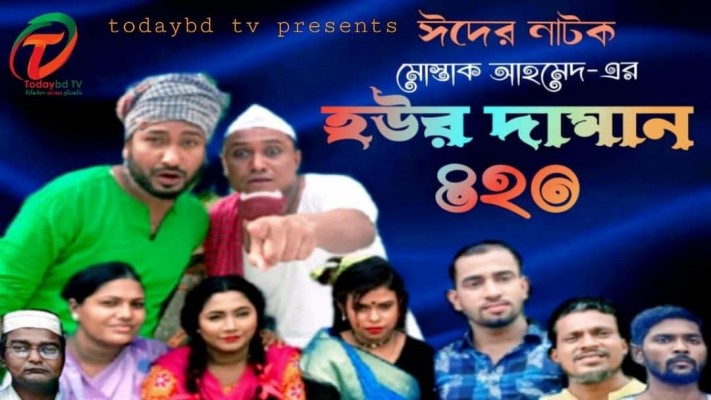 todaybd tv presents
ঈদের নাটক
মোস্তাক আহমেদ-এর
হউর দামান
৪২০
Todaybd TV